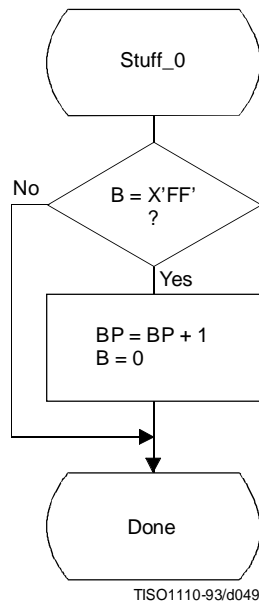 Stuff_0
No
B = X'FF'
?
Yes
BP = BP + 1
B = 0
Done
TISO1110-93/d049